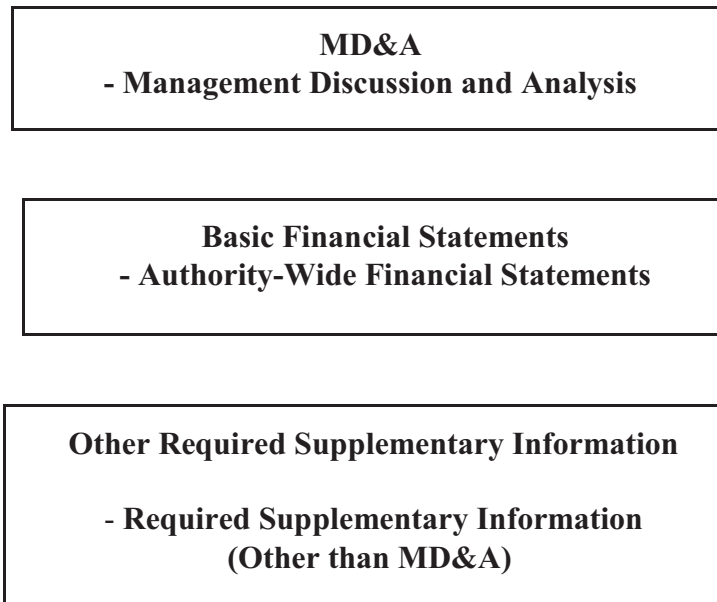 MD&A
- Management Discussion and Analysis
Basic Financial Statements
- Authority-Wide Financial Statements
Other Required Supplementary Information
- Required Supplementary Information
(Other than MD&A)